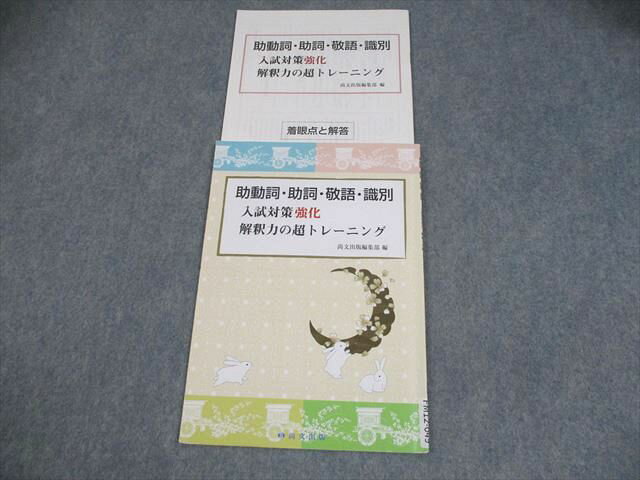 助動詞・助詞・敬語・識別
入試対策強化
解釈力の超トレーニング
尚文出版編集部 編
着眼点と解答
助動詞・助詞・敬語・識別
入試対策強化
解釈力の超トレーニング
尚文出版編集部 編
尚文出版
FM12-045